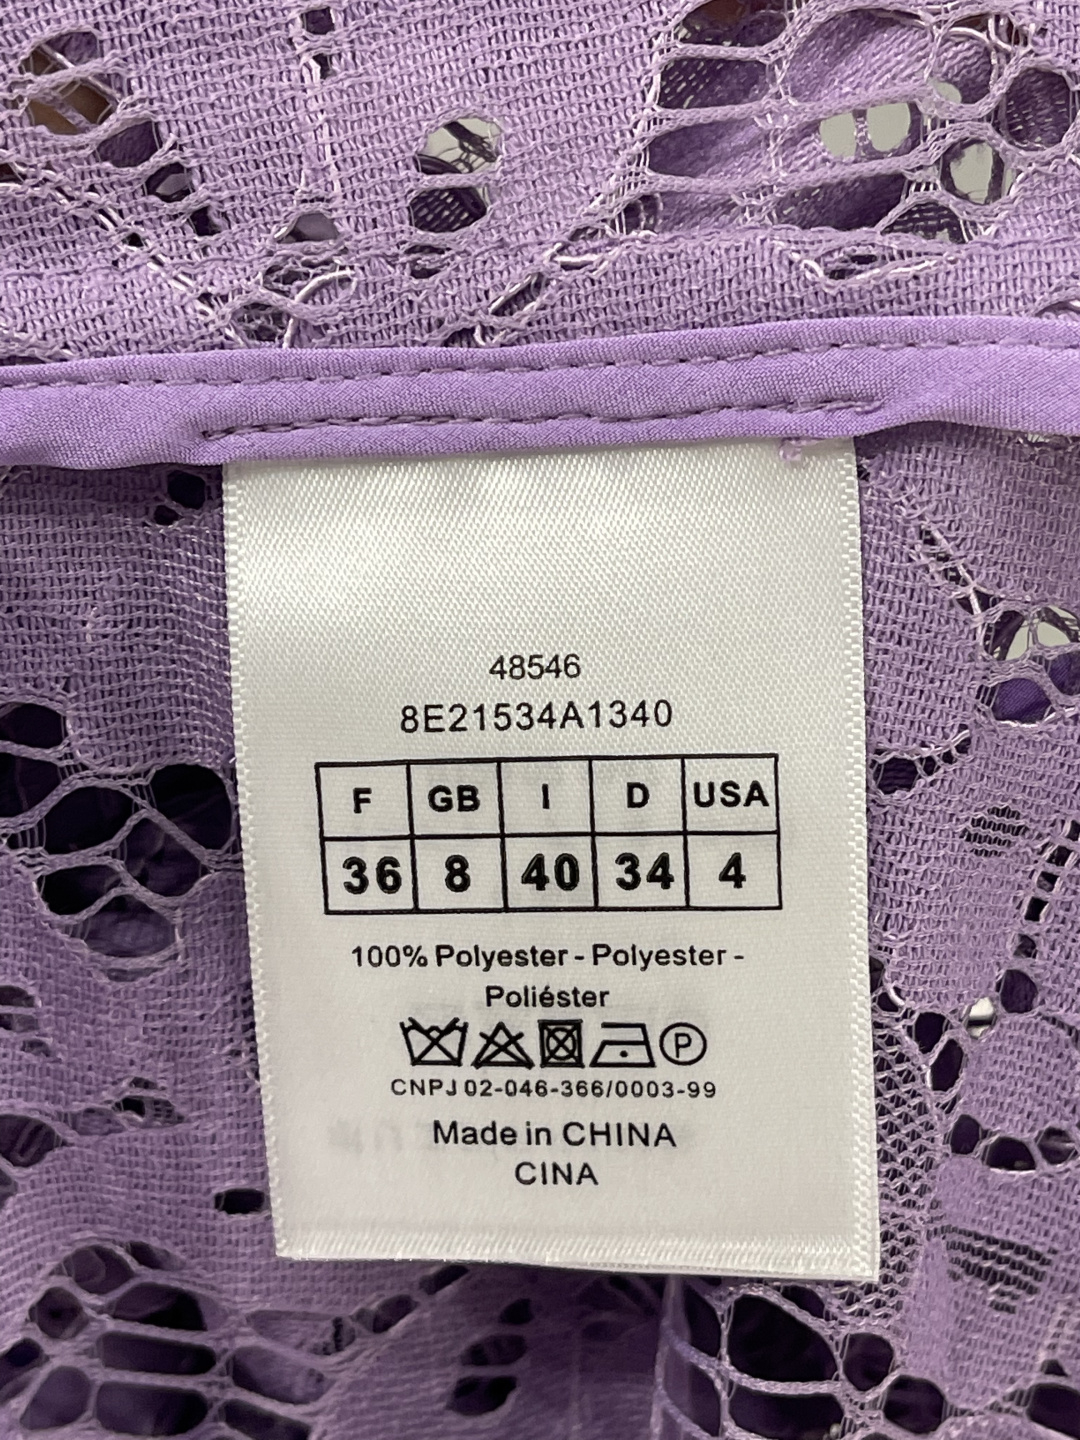 48546
8E21534A1340
F GB I D USA
36 8 40 34 4
100% Polyester - Polyester -
Poliéster
P
CNPJ 02-046-366/0003-99
Made in CHINA
CINA